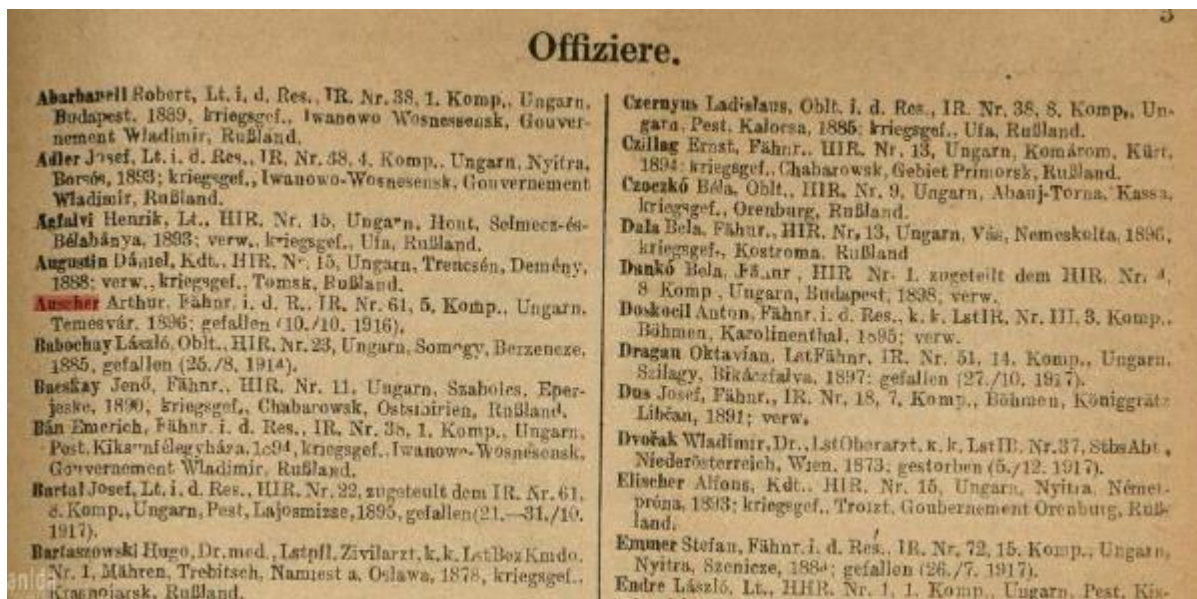 Offiziere.
Abarbanell Robert, Lt. i. d. Res., IR. Nr. 38, 1. Komp., Ungarn,
Budapest, 1889, kriegsgef., Iwanowo Wosnessensk, Gouver-
nement Wladimir, Rußland.
Adler Josef, Lt. i. d. Res., IR. Nr. 38, 4. Komp., Ungarn, Nyitra,
Borsós, 1893; kriegsgef., Iwanowo-Wosnesensk, Gouvernement
Wladimir, Rußland.
Henrik, Lt., HIR. Nr. 15, Ungarn, Hont, Selmecz-és-
Bélabánya, 1893; verw., kriegsgef., Ufa, Rußland.
Augustin Dániel, Kdt., HIR. Nr. 15, Ungarn, Trencsén, Demény,
1888; verw., kriegsgef., Tomsk, Rußland.
Auscher Arthur, Fähnr. i. d. R., IR. Nr. 61, 5. Komp., Ungarn,
Temesvár, 1896; gefallen (10./10. 1916).
Babochay László, Oblt., HIR. Nr. 23, Ungarn, Somogy, Berzencze,
1885, gefallen (25./8. 1914).
Bacskay Jenő, Fähnr., HIR. Nr. 11, Ungarn, Szabolcs, Eper-
jeske, 1890, kriegsgef., Chabarowsk, Ostsibirien, Rußland.
Bán Emerich, Fähnr. i. d. Res., IR. Nr. 38, 1. Komp., Ungarn,
Post, Kiskunfélegyháza, 1894, kriegsgef., Iwanowo-Wosnesensk,
Gouvernement Wladimir, Rußland.
Bartal Josef, Lt. i. d. Res., HIR. Nr. 22, zugeteult dem IR. Nr. 61,
8. Komp., Ungarn, Pest, Lajosmizse, 1895, gefallen (21.—31./10.
1917).
Bartaszowski Hugo, Dr. med., Lstpfl. Zivilarzt, k. k. LstBez Kmdo.
Nr. 1, Mähren, Trebitsch, Namiest a. Oslawa, 1878, kriegsgef.,
Krasnojarsk, Rußland.
Czernyus Ladislaus, Oblt. i. d. Res., IR. Nr. 38, 8. Komp., Un-
garn, Pest, Kalocsa, 1885; kriegsgef., Ufa, Rußland.
Czillag Ernst, Fähnr., HIR. Nr. 13, Ungarn, Komárom, Kürt,
1894; kriegsgef., Chabarowsk, Gebiet Primorsk, Rußland.
Czoczkó Béla, Oblt., HIR. Nr. 9, Ungarn, Abauj-Torna, Kassa,
kriegsgef., Orenburg, Rußland.
Dala Bela, Fähnr., HIR. Nr. 13, Ungarn, Vás, Nemeskolta, 1896,
kriegsgef., Kostroma, Rußland
Dankó Bela, Fähnr., HIR Nr. 1, zugeteilt dem HIR. Nr.
8 Komp., Ungarn, Budapest, 1898; verw.
Doskocil Anton, Fähnr. i. d. Res., k. k. LstIR. Nr. III, 3. Komp.,
Böhmen, Karolinenthal, 1895; verw.
Dragan Oktavian, LstFähnr, IR. Nr. 51, 14. Komp., Ungarn,
Szilagy, Bikáczfalva, 1897; gefallen (27./10. 1917).
Dus Josef, Fähnr., IR. Nr. 18, 7. Komp., Böhmen, Königgrätz
Libčan, 1891; verw.
Dvořak Wladimir, Dr., LstOberarzt, k. k. LstIR. Nr. 37, StbsAbt.,
Niederösterreich, Wien, 1873; gestorben (5./12. 1917).
Elischer Alfons, Kdt., HIR. Nr. 15, Ungarn, Nyitra, Német-
próna, 1893; kriegsgef., Troizt, Goubernement Orenburg, Ruß-
land.
Emmer Stefan, Fähnr. i. d. Res., IR. Nr. 72, 15. Komp., Ungarn,
Nyitra, Szenicze, gefallen (26./7. 1917).
Endre László, Lt., HHR. Nr. 1, 1. Komp., Ungarn, Pest, Kis-